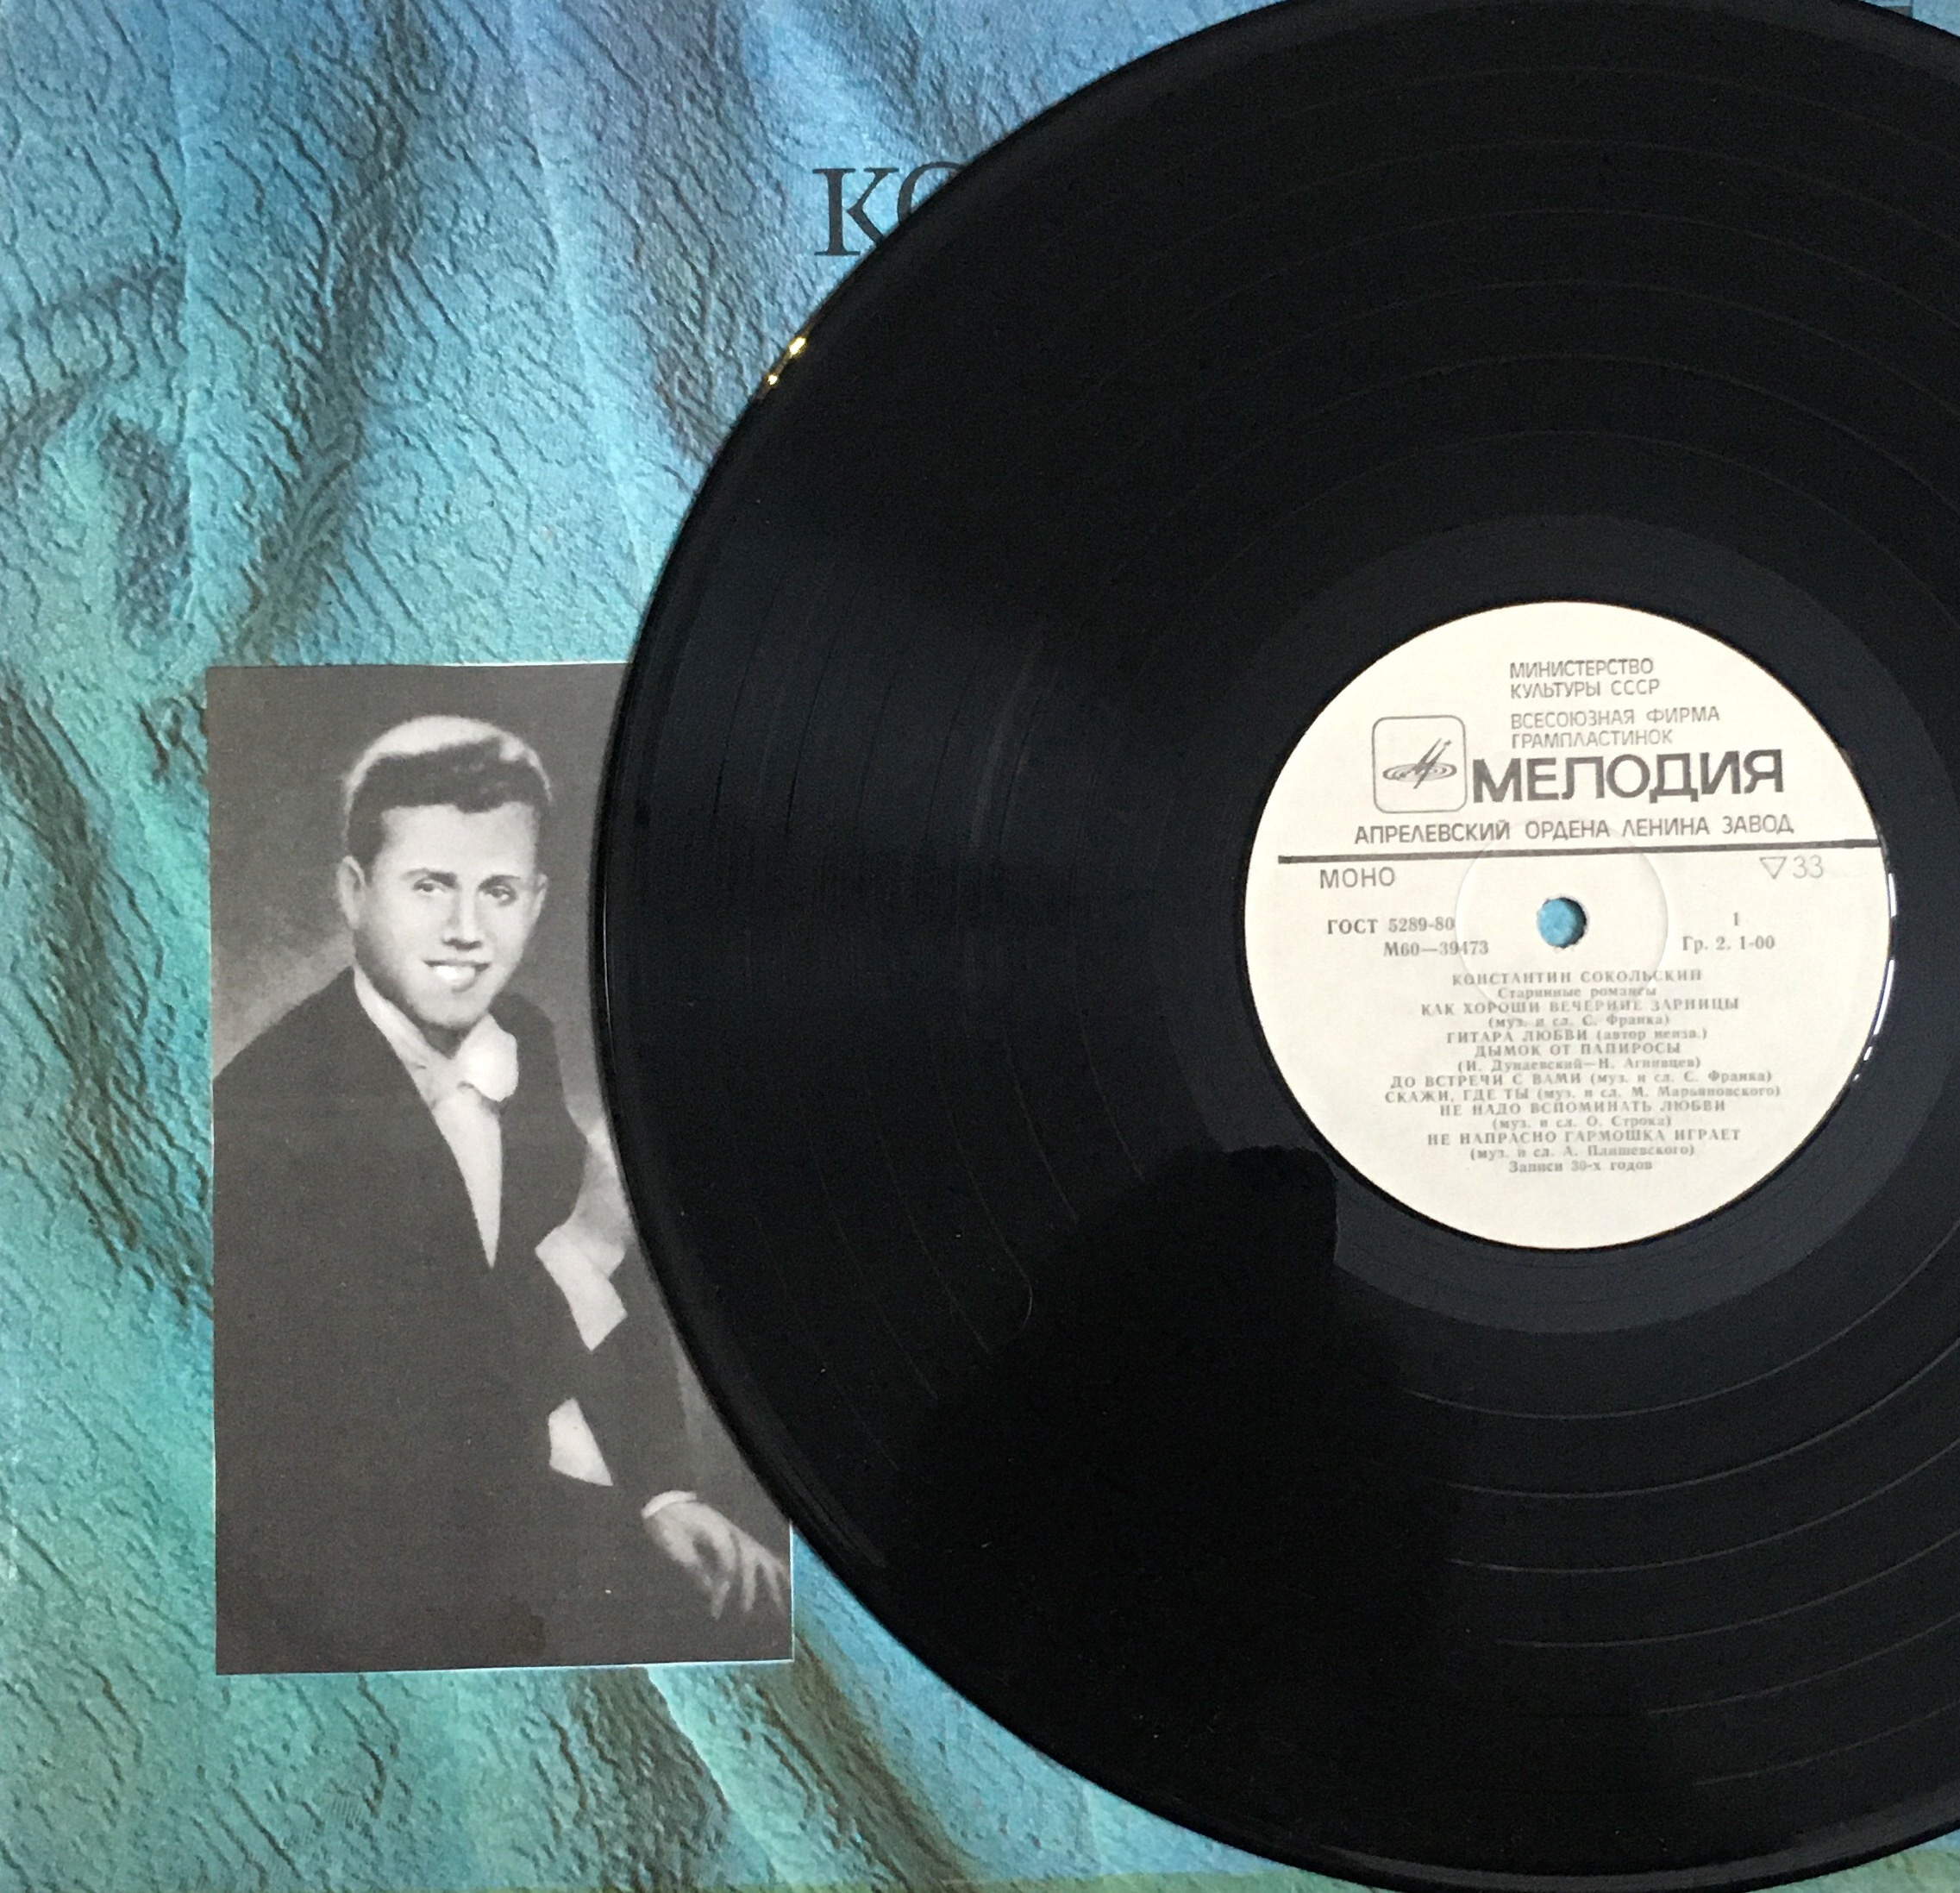 КО
МИНИСТЕРСТВО
КУЛЬТУРЫ СССР
ВСЕСОЮЗНАЯ ФИРМА
ГРАМПЛАСТИНОК
МЕЛОДИЯ
АПРЕЛЕВСКИЙ ОРДЕНА ЛЕНИНА ЗАВОД
МОНО ▽33
ГОСТ 5289-80 1
М60—39473 Гр. 2. 1-00
КОНСТАНТИН СОКОЛЬСКИЙ
Старинные романсы
КАК ХОРОШИ ВЕЧЕРНИЕ ЗАРНИЦЫ
(муз. и сл. С. Франка)
ГИТАРА ЛЮБВИ (автор неизв.)
ДЫМОК ОТ ПАПИРОСЫ
(И. Дунаевский—Н. Агнивцев)
ДО ВСТРЕЧИ С ВАМИ (муз. и сл. С. Франка)
СКАЖИ, ГДЕ ТЫ (муз. и сл. М. Марьяновского)
НЕ НАДО ВСПОМИНАТЬ ЛЮБВИ
(муз. и сл. О. Строка)
НЕ НАПРАСНО ГАРМОШКА ИГРАЕТ
(муз. и сл. А. Плишевского)
Записи 30-х годов